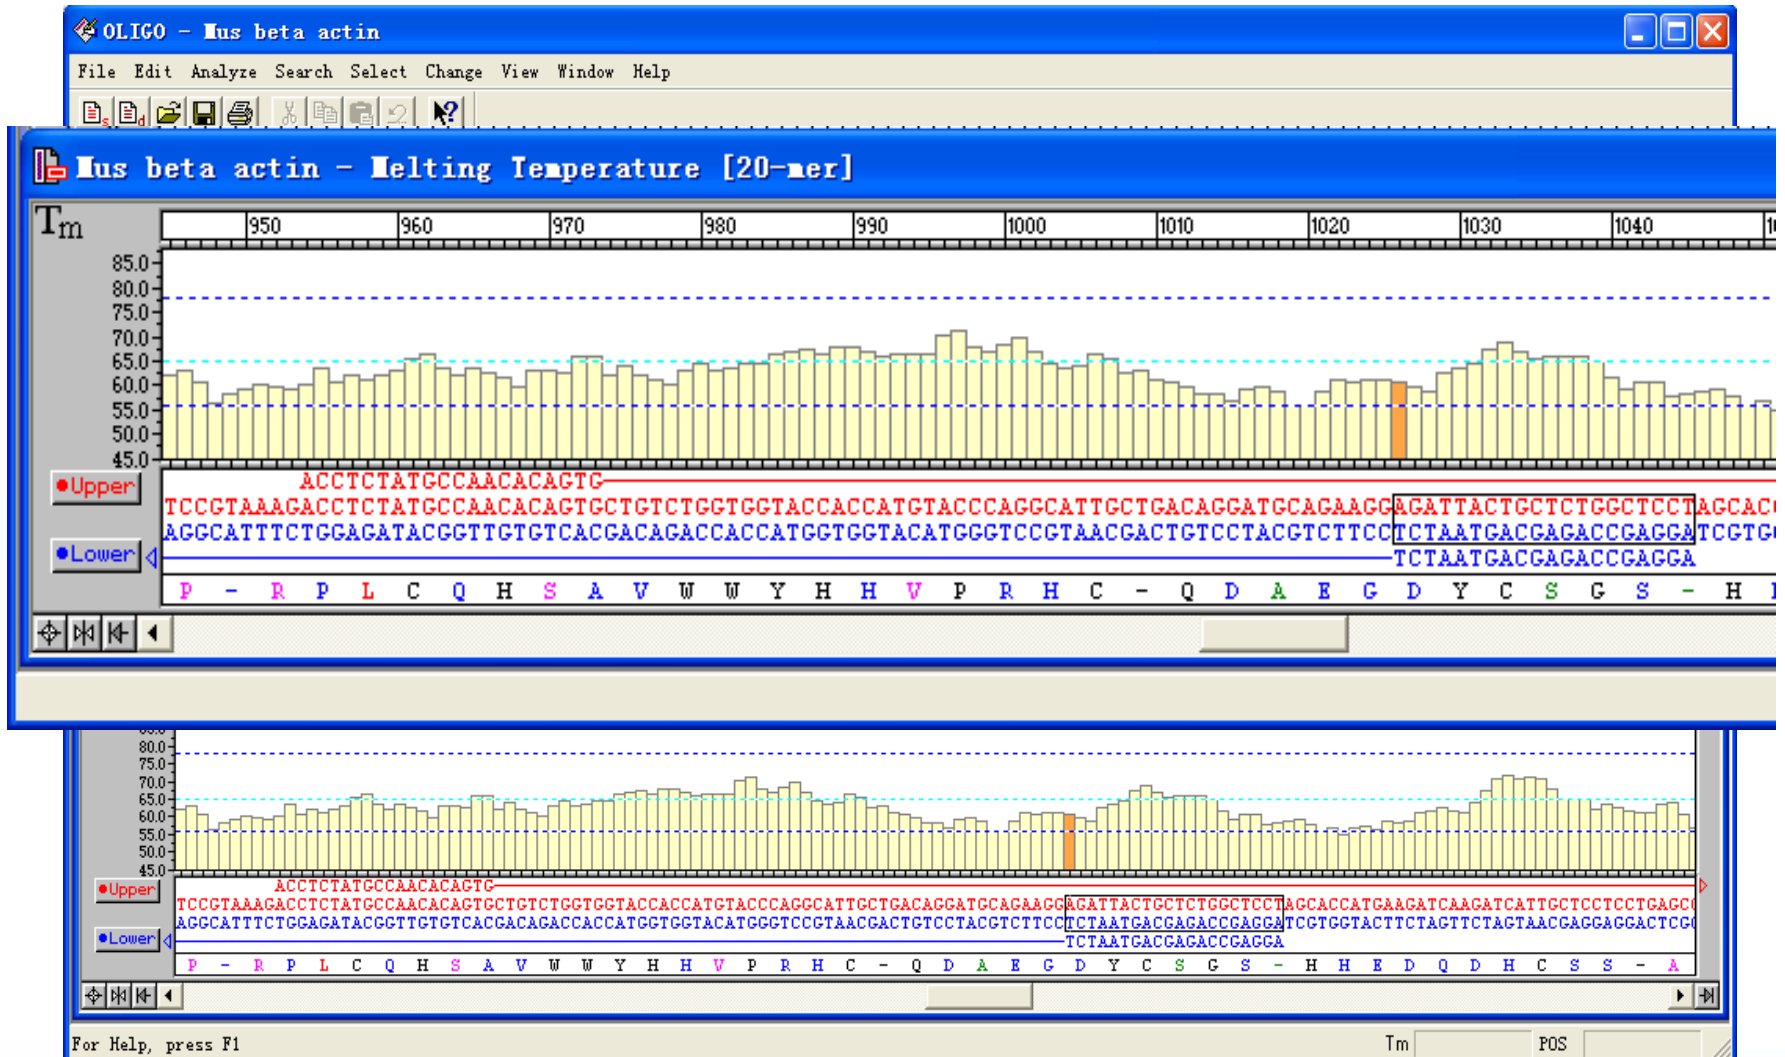 OLIGO - Mus beta actin
File Edit Analyze Search Select Change View Window Help
Mus beta actin - Melting Temperature [20-mer]
Tm
950 960 970 980 990 1000 1010 1020 1030 1040
85.0
80.0
75.0
70.0
65.0
60.0
55.0
50.0
45.0
Upper
ACCTCTATGCCAACACAGTG
TCCGTAAAGACCTCTATGCCAACACAGTGCTGTCTGGTGGTACCACCATGTACCCAGGCATTGCTGACAGGATGCAGAAGGAGATTACTGCTCTGGCTCCTAGCAC
AGGCATTTCTGGAGATACGGTTGTGTCACGACAGACCACCATGGTGGTACATGGGTCCGTAACGACTGTCCTACGTCTTCCTCTAATGACGAGACCGAGGATCGTG
Lower
TCTAATGACGAGACCGAGGA
P - R P L C Q H S A V W W Y H H V P R H C - Q D A E G D Y C S G S - H
80.0
75.0
70.0
65.0
60.0
55.0
50.0
45.0
Upper
ACCTCTATGCCAACACAGTG
TCCGTAAAGACCTCTATGCCAACACAGTGCTGTCTGGTGGTACCACCATGTACCCAGGCATTGCTGACAGGATGCAGAAGGAGATTACTGCTCTGGCTCCTAGCACCATGAAGATCAAGATCATTGCTCCTCCTGAGC
AGGCATTTCTGGAGATACGGTTGTGTCACGACAGACCACCATGGTGGTACATGGGTCCGTAACGACTGTCCTACGTCTTCCTCTAATGACGAGACCGAGGATCGTGGTACTTCTAGTTCTAGTAACGAGGAGGACTCG
Lower
TCTAATGACGAGACCGAGGA
P - R P L C Q H S A V W W Y H H V P R H C - Q D A E G D Y C S G S - H H E D Q D H C S S - A
For Help, press F1
Tm
POS